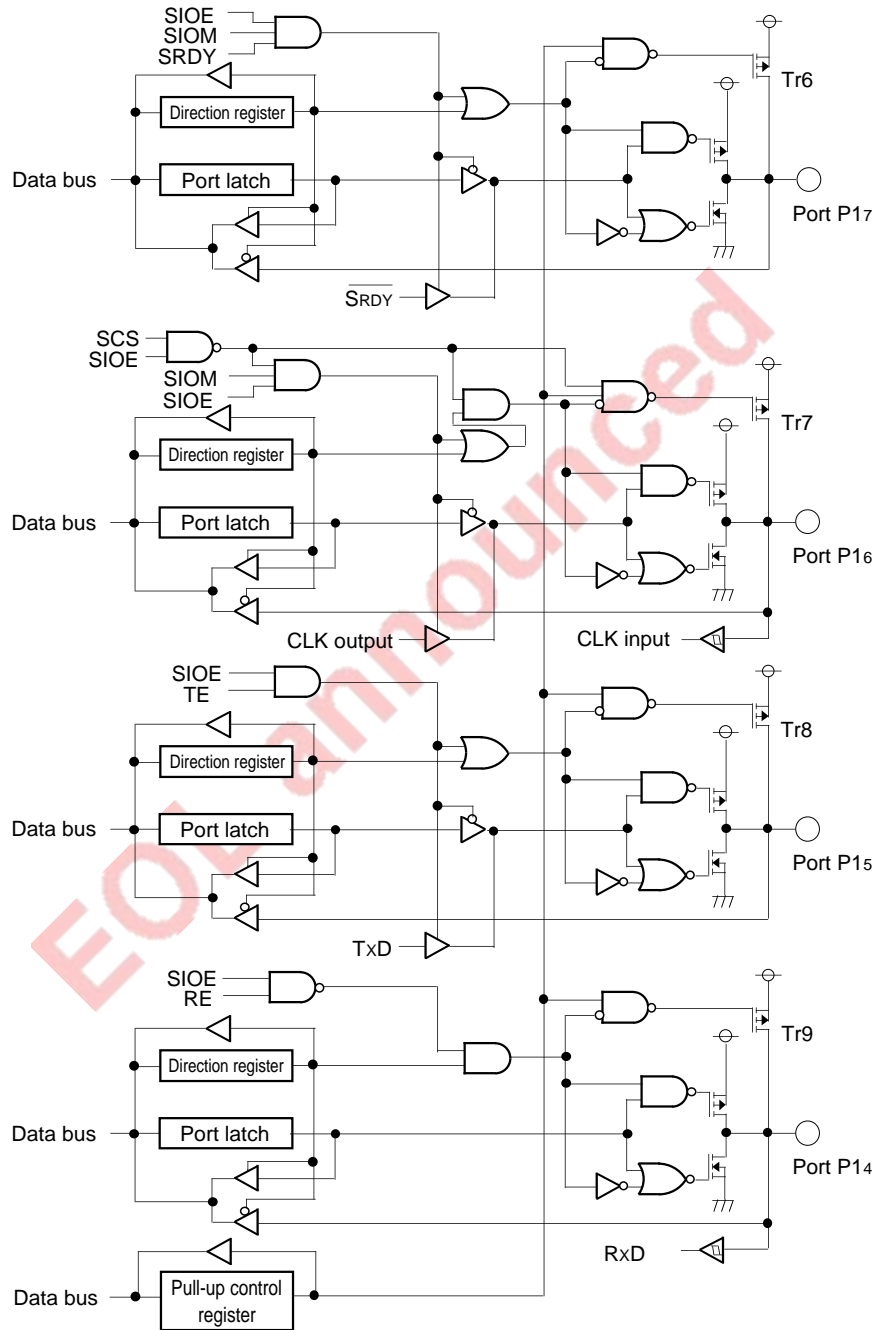 SIOE
SIOM
SRDY
Tr6
Direction register
Data bus
Port latch
Port P17
SRDY
SCS
SIOE
SIOM
SIOE
Tr7
Direction register
Data bus
Port latch
Port P16
CLK output
CLK input
SIOE
TE
Tr8
Direction register
Data bus
Port latch
Port P15
TxD
SIOE
RE
Tr9
Direction register
Data bus
Port latch
Port P14
RxD
Data bus
Pull-up control
register
EOL announced